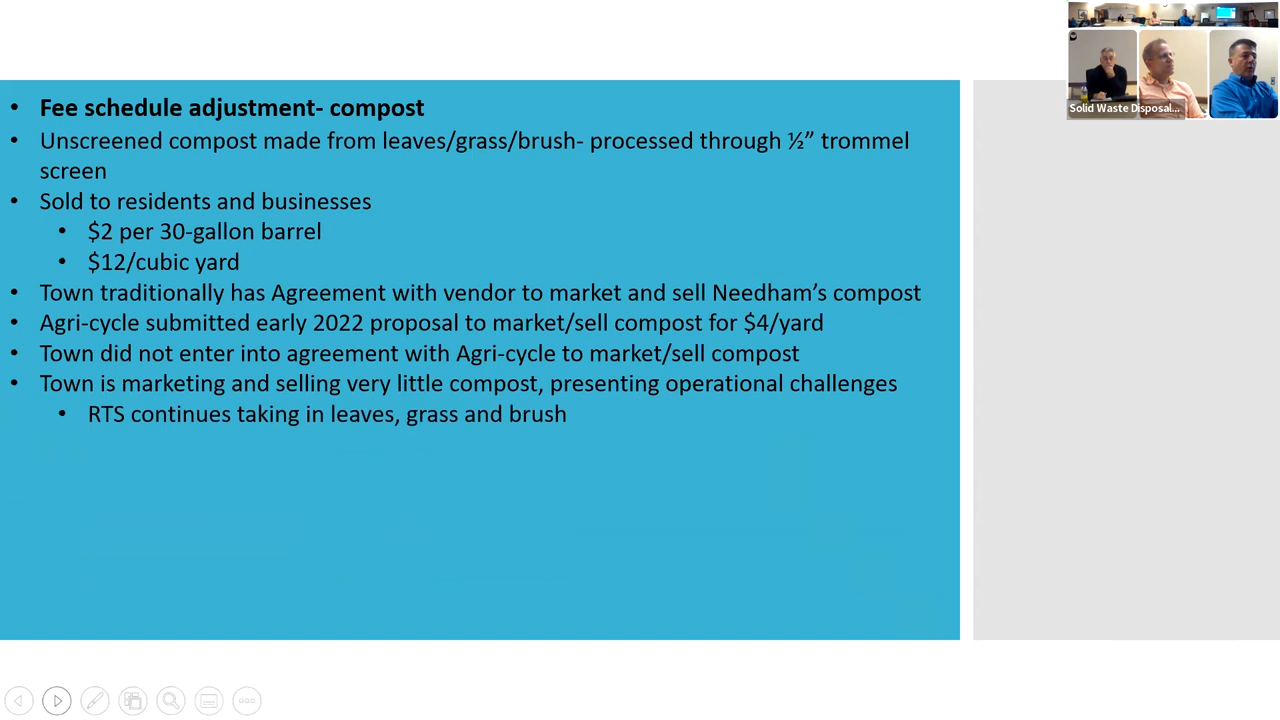 Fee schedule adjustment- compost
Unscreened compost made from leaves/grass/brush- processed through ½” trommel
screen
Sold to residents and businesses
$2 per 30-gallon barrel
$12/cubic yard
Town traditionally has Agreement with vendor to market and sell Needham’s compost
Agri-cycle submitted early 2022 proposal to market/sell compost for $4/yard
Town did not enter into agreement with Agri-cycle to market/sell compost
Town is marketing and selling very little compost, presenting operational challenges
RTS continues taking in leaves, grass and brush
Solid Waste Disposal...